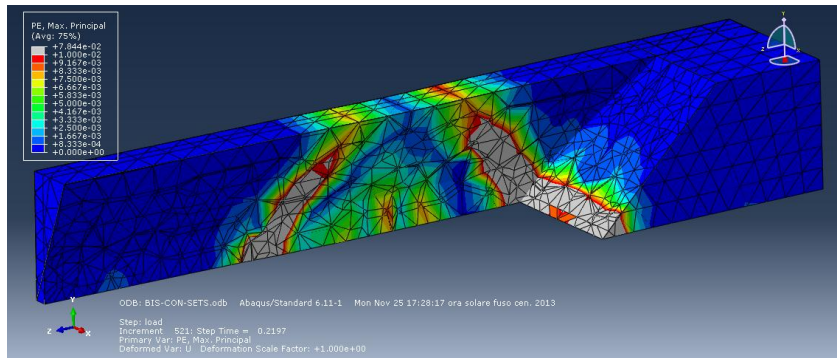 PE, Max. Principal
(Avg: 75%)
+7.844e-02
+1.000e-02
+9.167e-03
+8.333e-03
+7.500e-03
+6.667e-03
+5.833e-03
+5.000e-03
+4.167e-03
+3.333e-03
+2.500e-03
+1.667e-03
+8.333e-04
+0.000e+00
Y
Z
X
ODB: BIS-CON-SETS.odb Abaqus/Standard 6.11-1 Mon Nov 25 17:28:17 ora solare fuso cen. 2013
Y
Z
X
Step: load
Increment 521: Step Time = 0.2197
Primary Var: PE, Max. Principal
Deformed Var: U Deformation Scale Factor: +1.000e+00